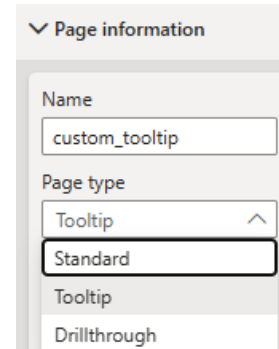 Page information
Name
custom_tooltip
Page type
Tooltip
Standard
Tooltip
Drillthrough